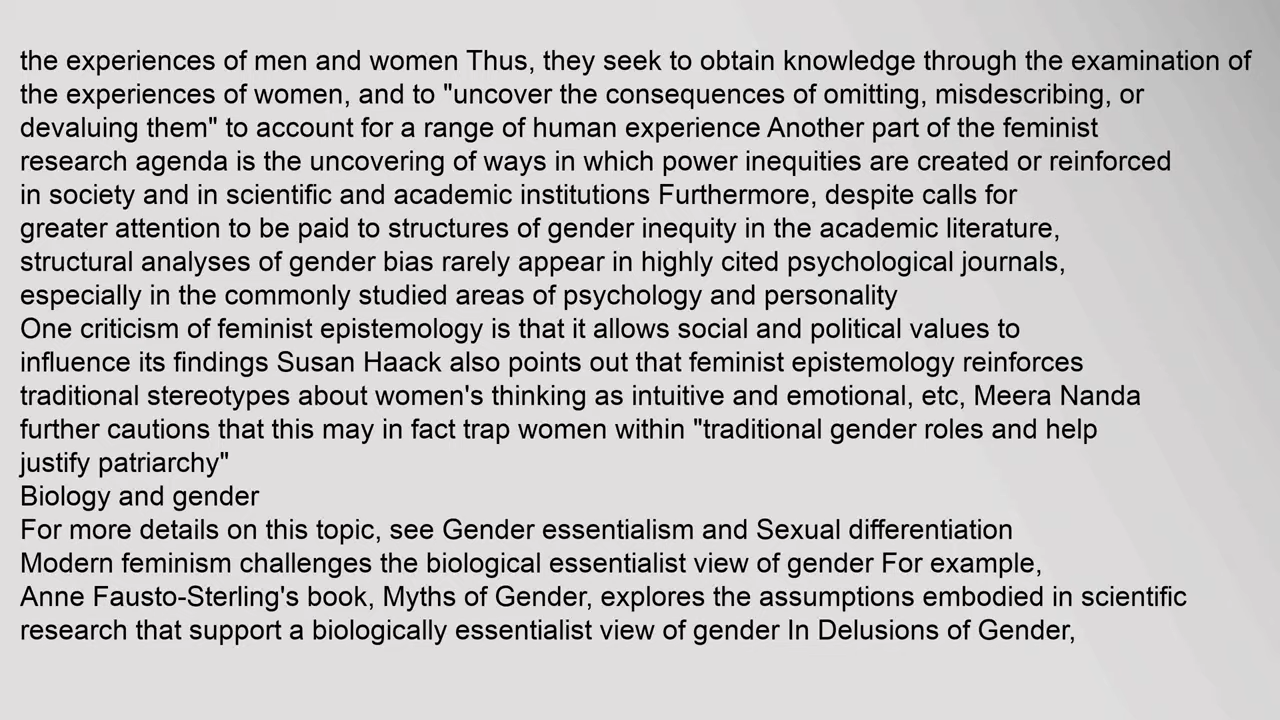 the experiences of men and women Thus, they seek to obtain knowledge through the examination of
the experiences of women, and to "uncover the consequences of omitting, misdescribing, or
devaluing them" to account for a range of human experience Another part of the feminist
research agenda is the uncovering of ways in which power inequities are created or reinforced
in society and in scientific and academic institutions Furthermore, despite calls for
greater attention to be paid to structures of gender inequity in the academic literature,
structural analyses of gender bias rarely appear in highly cited psychological journals,
especially in the commonly studied areas of psychology and personality
One criticism of feminist epistemology is that it allows social and political values to
influence its findings Susan Haack also points out that feminist epistemology reinforces
traditional stereotypes about women's thinking as intuitive and emotional, etc, Meera Nanda
further cautions that this may in fact trap women within "traditional gender roles and help
justify patriarchy"
Biology and gender
For more details on this topic, see Gender essentialism and Sexual differentiation
Modern feminism challenges the biological essentialist view of gender For example,
Anne Fausto-Sterling's book, Myths of Gender, explores the assumptions embodied in scientific
research that support a biologically essentialist view of gender In Delusions of Gender,